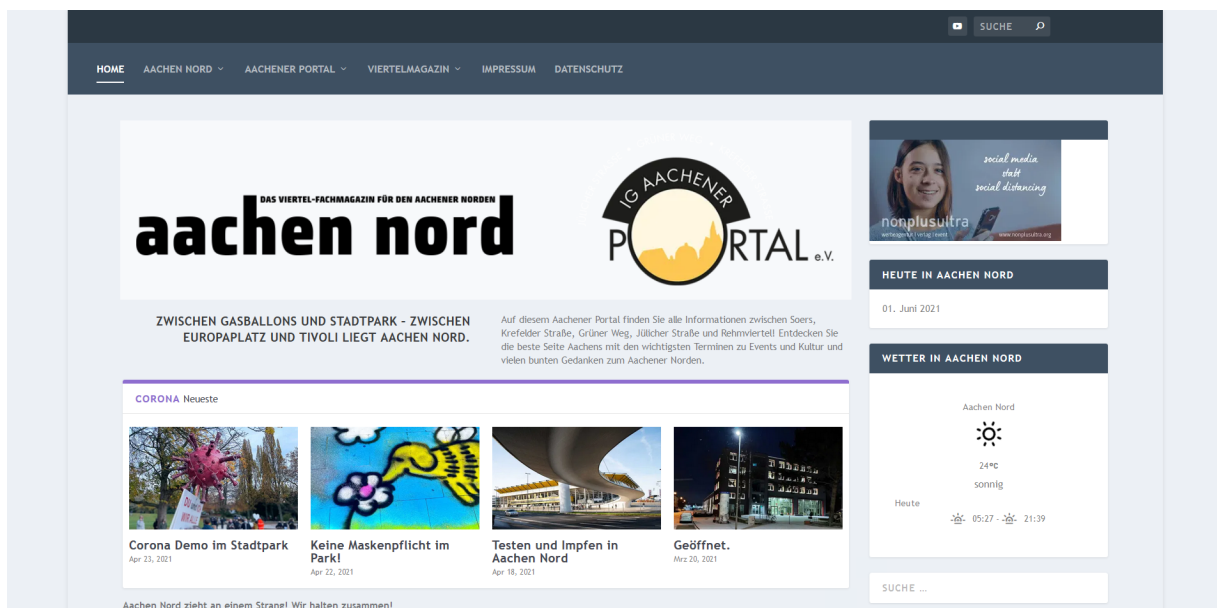 SUCHE
HOME AACHEN NORD AACHENER PORTAL VIERTELMAGAZIN IMPRESSUM DATENSCHUTZ
DAS VIERTEL-FACHMAGAZIN FÜR DEN AACHENER NORDEN
aachen nord
IG AACHENER
PORTAL e.V.
ZWISCHEN GASBALLONS UND STADTPARK – ZWISCHEN
EUROPAPLATZ UND TIVOLI LIEGT AACHEN NORD.
Auf diesem Aachener Portal finden Sie alle Informationen zwischen Soers,
Krefelder Straße, Grüner Weg, Jülicher Straße und Rehmviertel! Entdecken Sie
die beste Seite Aachens mit den wichtigsten Terminen zu Events und Kultur und
vielen bunten Gedanken zum Aachener Norden.
CORONA Neueste
Corona Demo im Stadtpark
Apr 23, 2021
Keine Maskenpflicht im
Park!
Apr 22, 2021
Testen und Impfen in
Aachen Nord
Apr 18, 2021
Geöffnet.
Mrz 20, 2021
Aachen Nord zieht an einem Strang! Wir halten zusammen!
social media
statt
social distancing
nonplusultra
werbeagentur | verlag | event www.nonplusultra.org
HEUTE IN AACHEN NORD
01. Juni 2021
WETTER IN AACHEN NORD
Aachen Nord
24°C
sonnig
Heute
05:27 - 21:39
SUCHE …